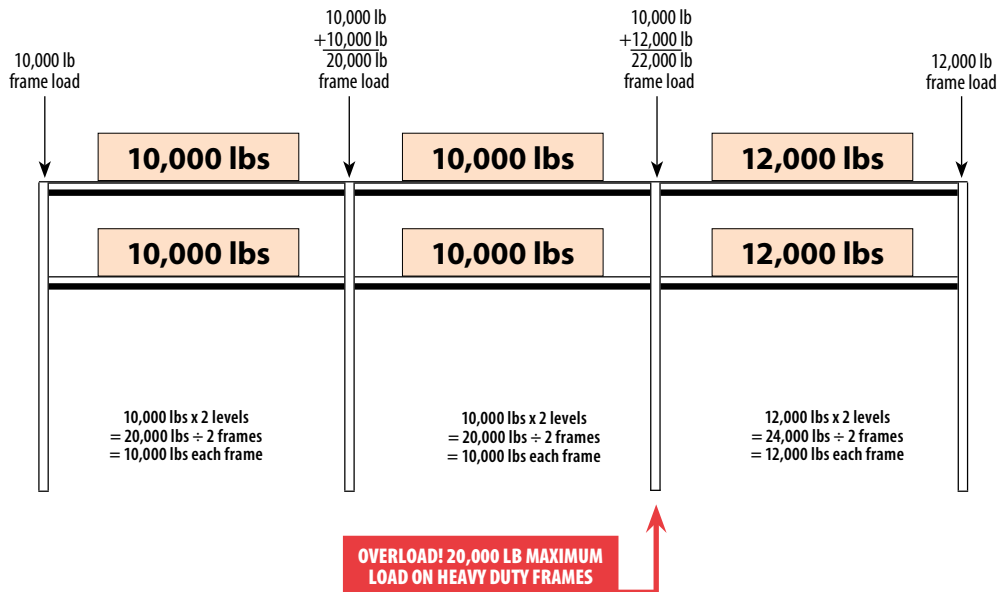 10,000 lb
frame load
10,000 lb
+10,000 lb
20,000 lb
frame load
10,000 lb
+12,000 lb
22,000 lb
frame load
12,000 lb
frame load
10,000 lbs
10,000 lbs
12,000 lbs
10,000 lbs
10,000 lbs
12,000 lbs
10,000 lbs x 2 levels
= 20,000 lbs ÷ 2 frames
= 10,000 lbs each frame
10,000 lbs x 2 levels
= 20,000 lbs ÷ 2 frames
= 10,000 lbs each frame
12,000 lbs x 2 levels
= 24,000 lbs ÷ 2 frames
= 12,000 lbs each frame
OVERLOAD! 20,000 LB MAXIMUM
LOAD ON HEAVY DUTY FRAMES